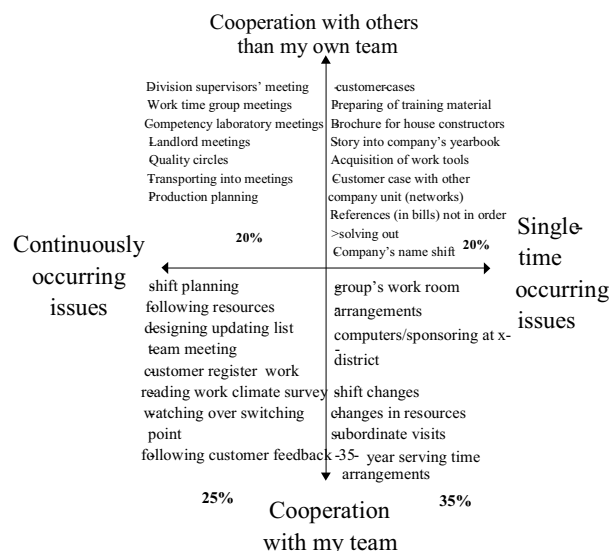 Cooperation with others
than my own team
-Division supervisors' meeting
-Work time group meetings
-Competency laboratory meetings
-Landlord meetings
-Quality circles
-Transporting into meetings
-Production planning
20%
-customercases
-Preparing of training material
-Brochure for house constructors
-Story into company's yearbook
-Acquisition of work tools
-Customer case with other
company unit (networks)
-References (in bills) not in order
->solving out
-Company's name shift
20%
Continuously
occurring
issues
Single-
time
occurring
issues
-shift planning
-following resources
-designing updating list
-team meeting
-customer register work
-reading work climate survey
-watching over switching
point
-following customer feedback
25%
-group's work room
arrangements
-computers/sponsoring at x-
-district
-shift changes
-changes in resources
-subordinate visits
-35- year serving time
arrangements
35%
Cooperation
with my team